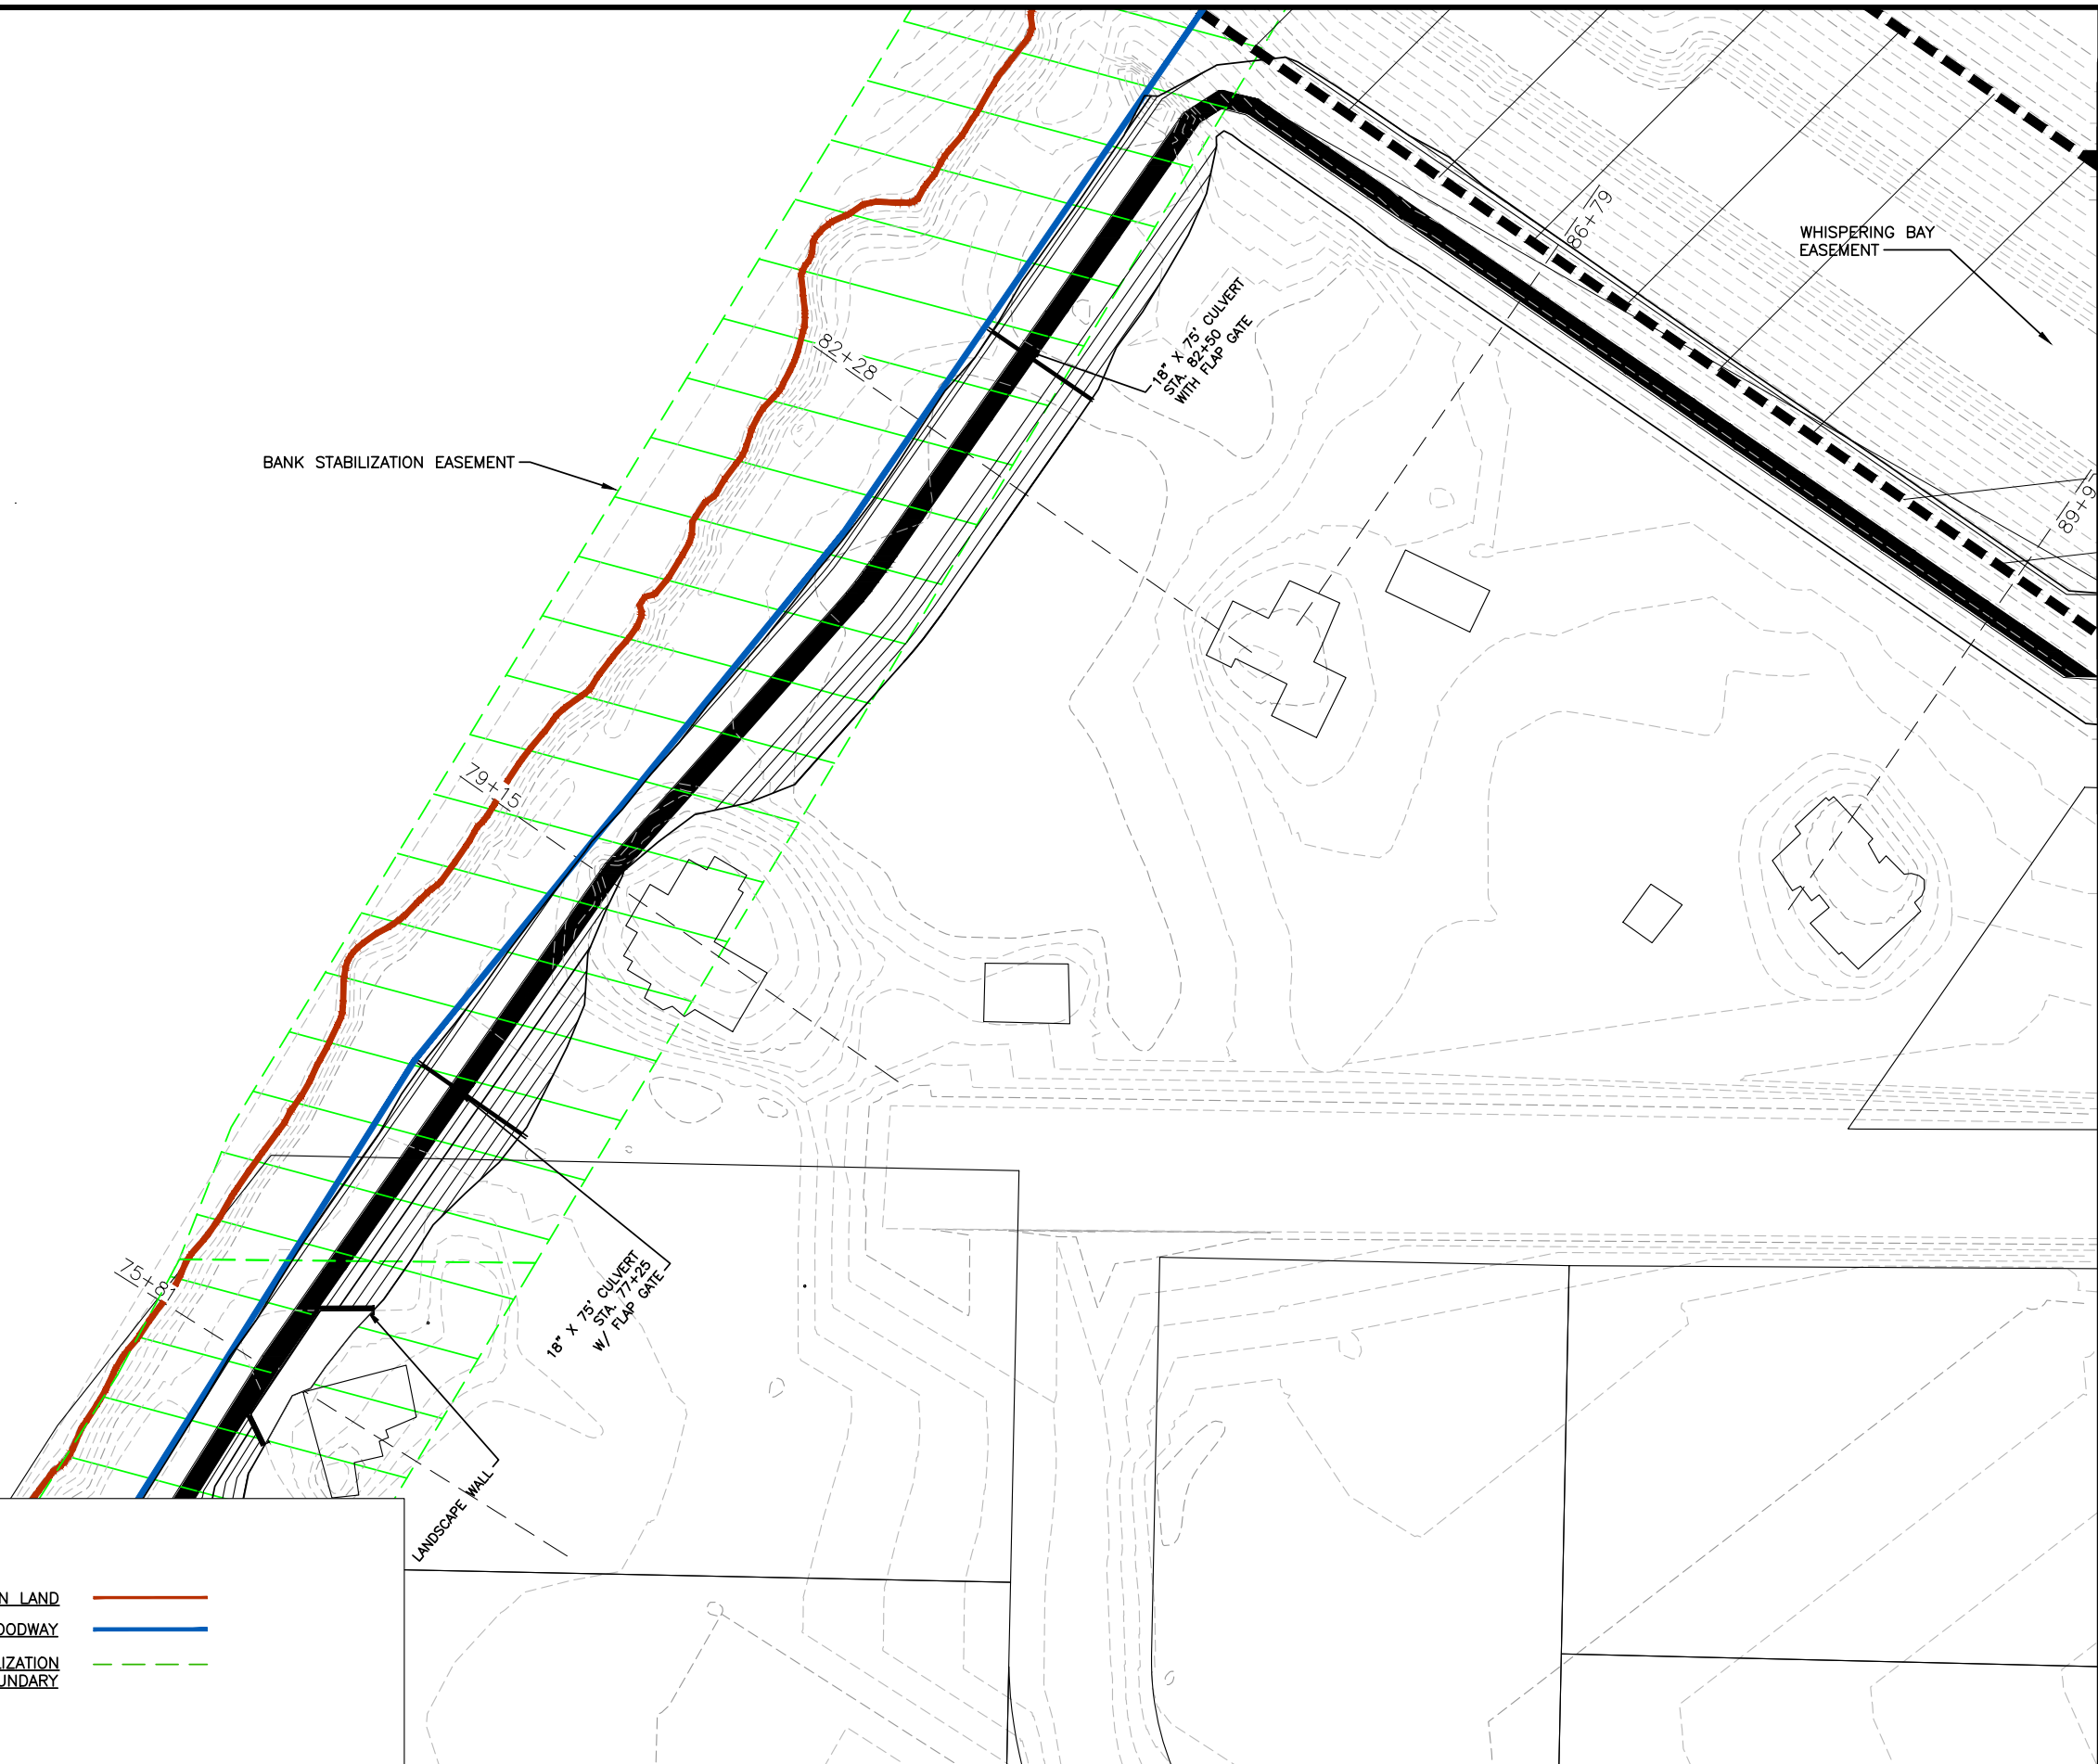 86+79
WHISPERING BAY
EASEMENT
18" X 75' CULVERT
STA. 82+50
WITH FLAP GATE
82+28
BANK STABILIZATION EASEMENT
89+9
79+15
18" X 75' CULVERT
STA. 77+25
W/ FLAP GATE
75+8
LANDSCAPE WALL
N LAND
OODWAY
IZATION
UNDARY